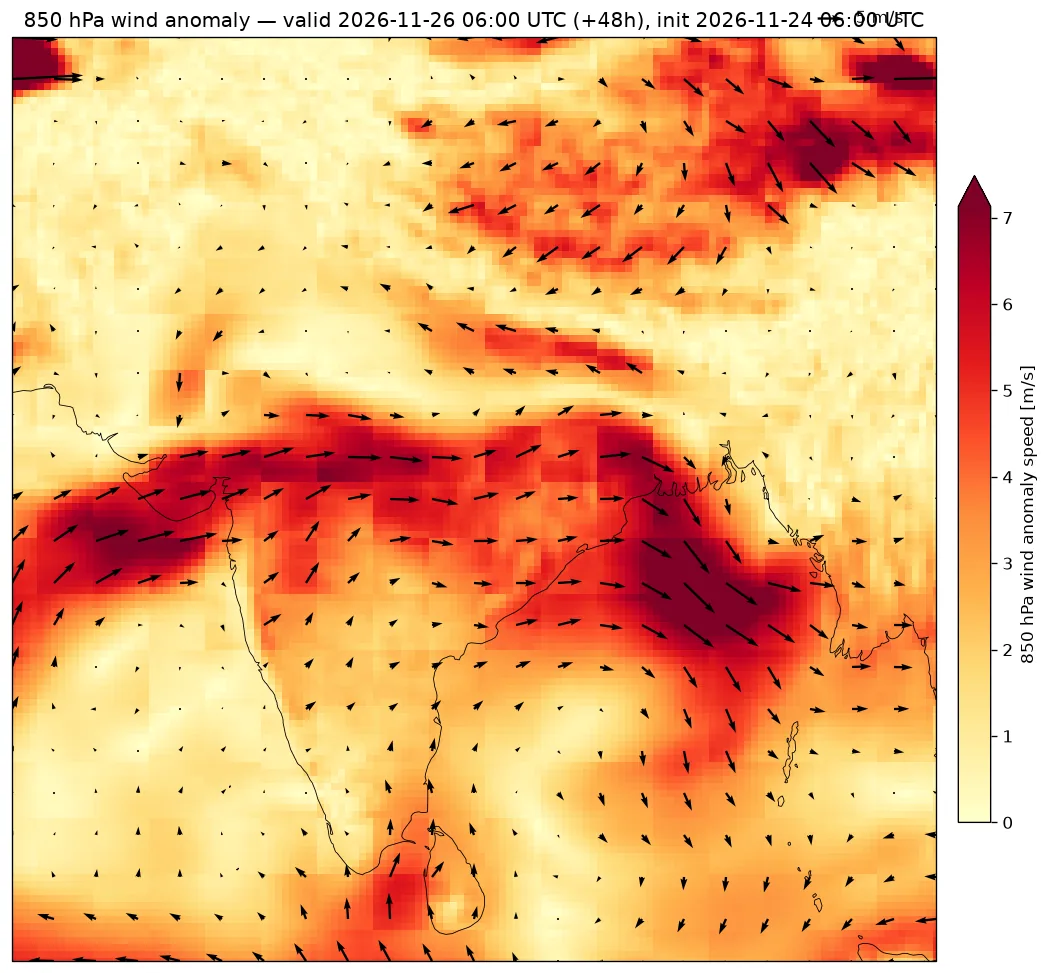 850 hPa wind anomaly — valid 2026-11-26 06:00 UTC (+48h), init 2026-11-24 06:00 UTC
5 m/s
7
6
5
4
3
2
1
0
850 hPa wind anomaly speed [m/s]